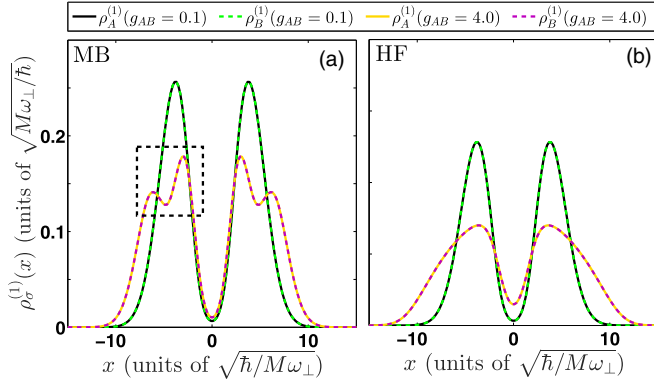 ρ_A^(1)(g_AB = 0.1) ρ_B^(1)(g_AB = 0.1) ρ_A^(1)(g_AB = 4.0) ρ_B^(1)(g_AB = 4.0)
MB (a) HF (b)
0.2
0.1
0
ρ_σ^(1)(x) (units of √(Mω_⊥/ħ))
−10 0 10 −10 0 10
x (units of √(ħ/Mω_⊥)) x (units of √(ħ/Mω_⊥))